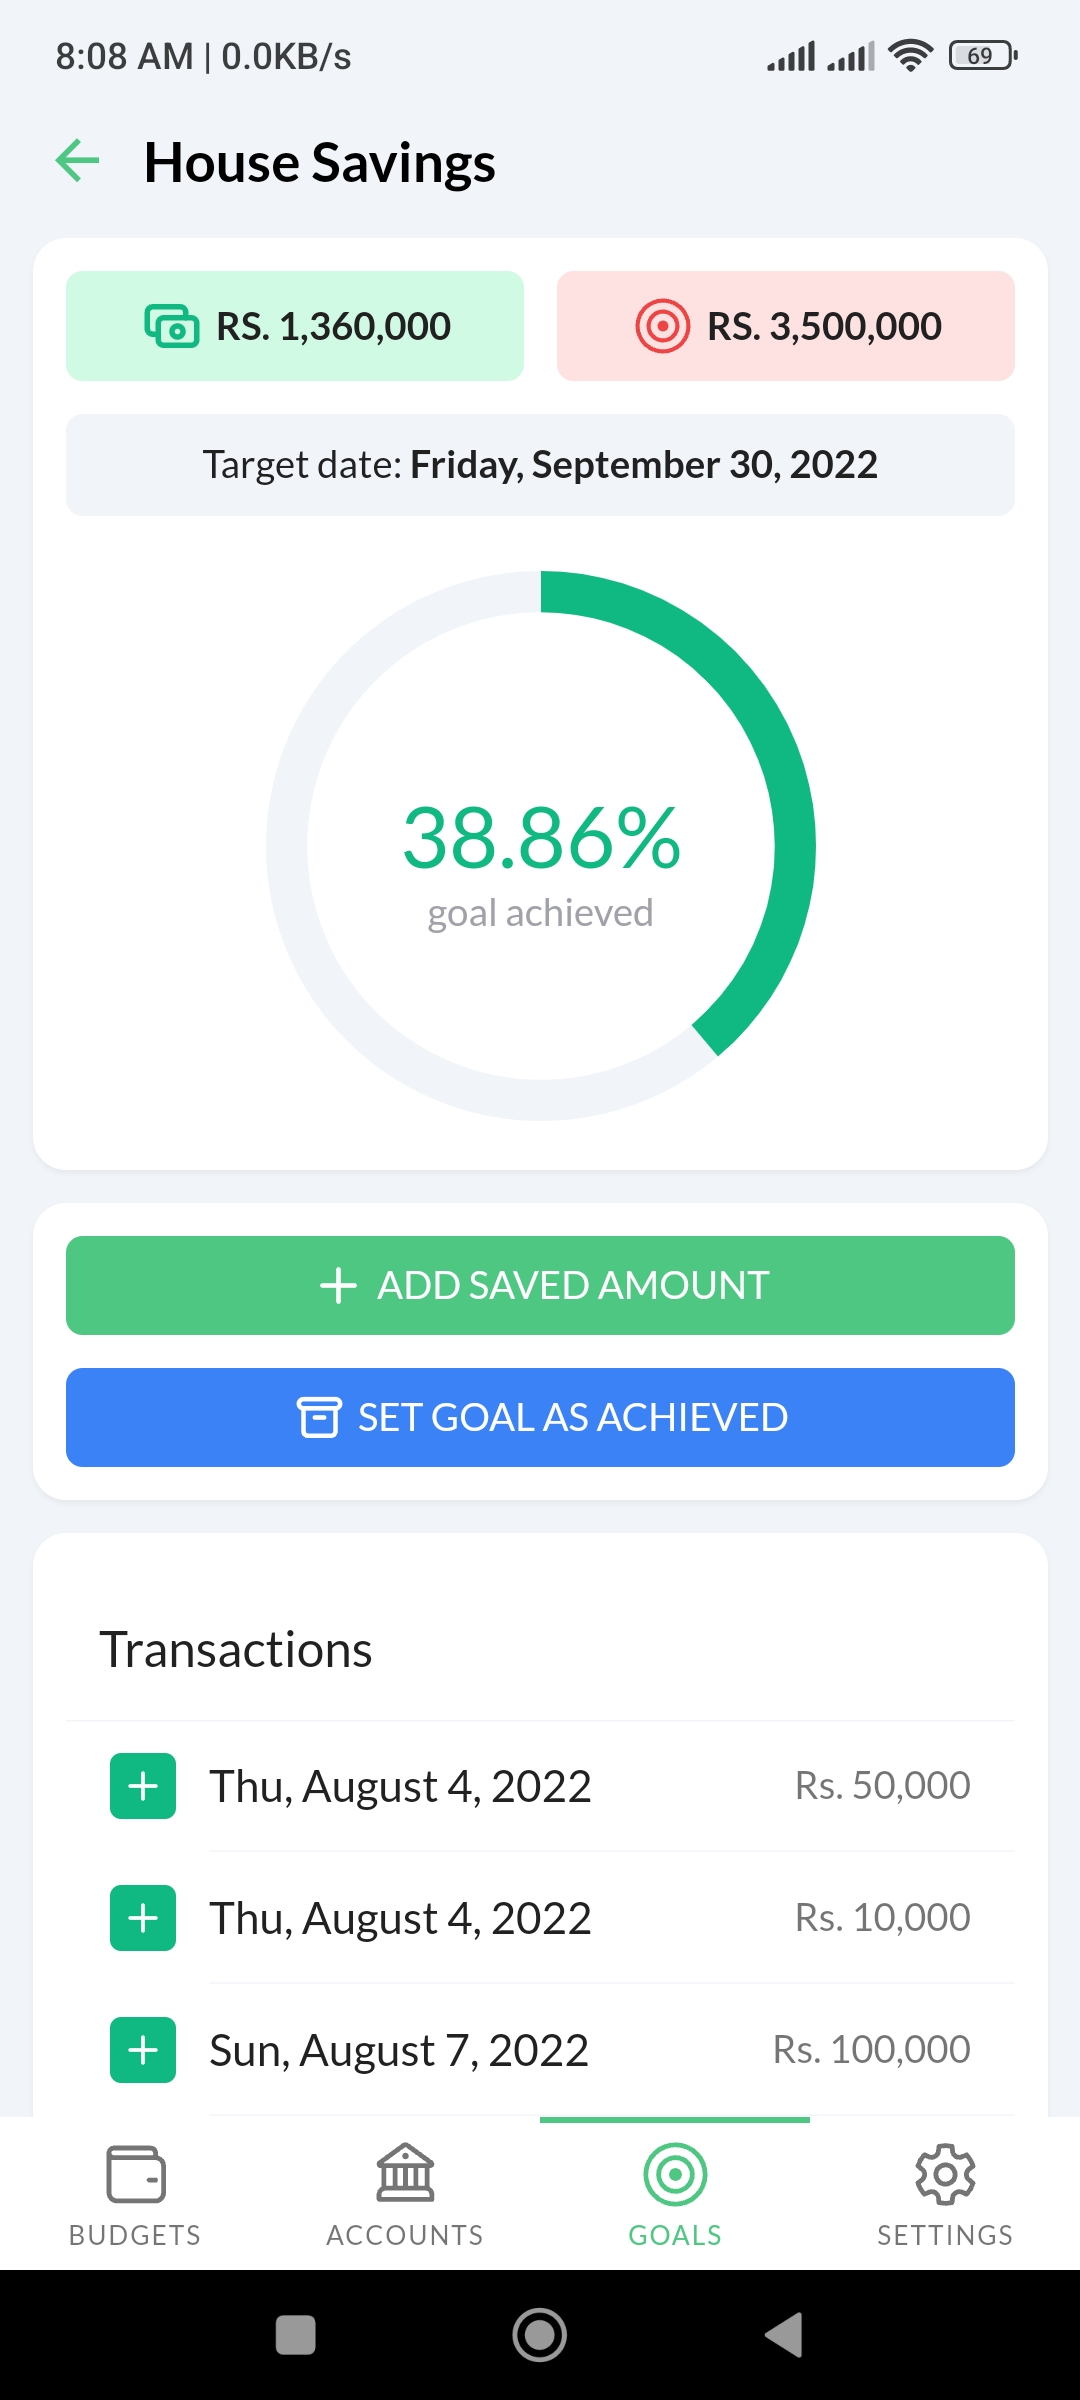 8:08 AM | 0.0KB/s
69
House Savings
RS. 1,360,000
RS. 3,500,000
Target date: Friday, September 30, 2022
38.86%
goal achieved
ADD SAVED AMOUNT
SET GOAL AS ACHIEVED
Transactions
Thu, August 4, 2022 Rs. 50,000
Thu, August 4, 2022 Rs. 10,000
Sun, August 7, 2022 Rs. 100,000
BUDGETS ACCOUNTS GOALS SETTINGS